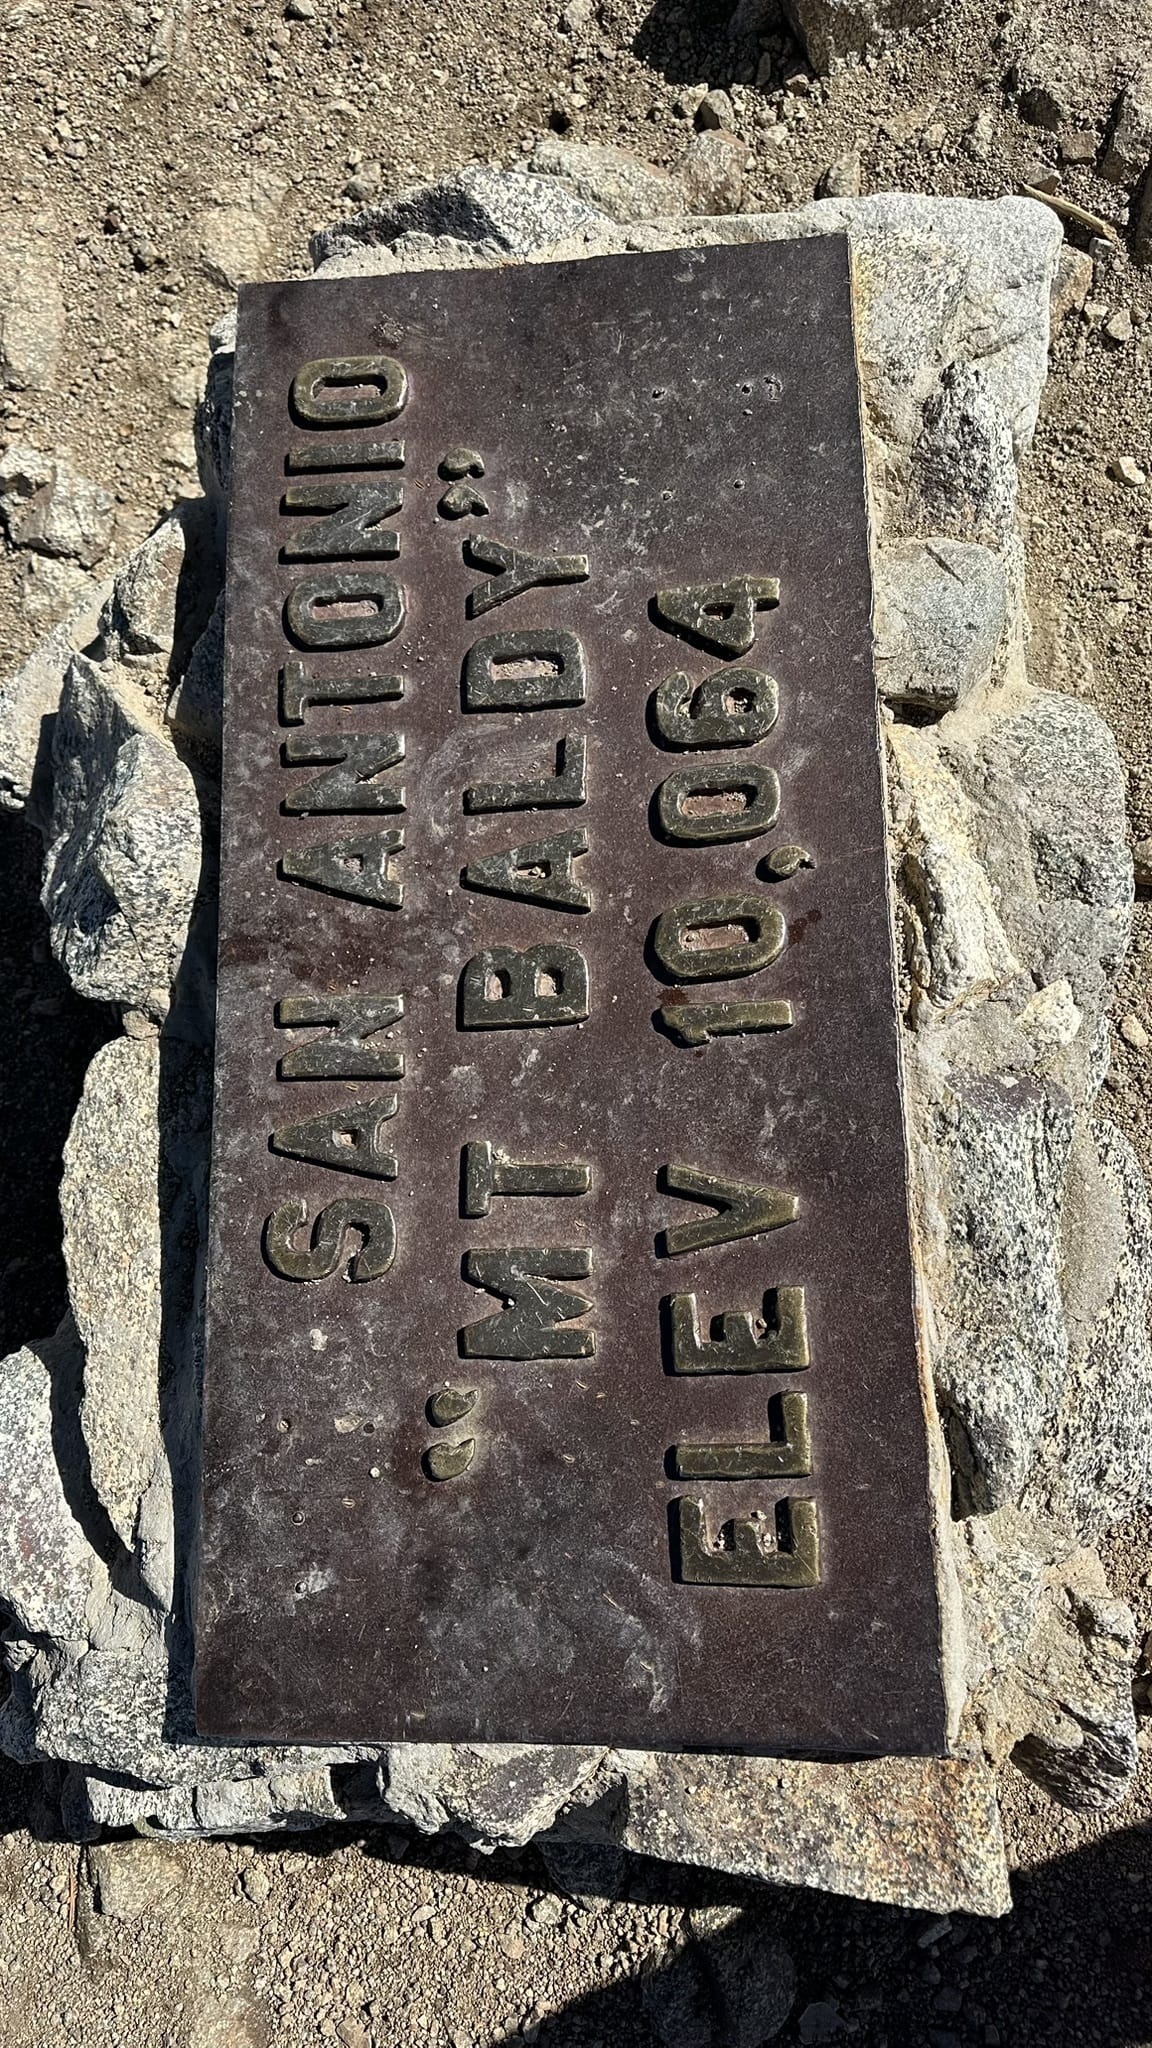 SAN ANTONIO
“MT BALDY”
ELEV 10,064